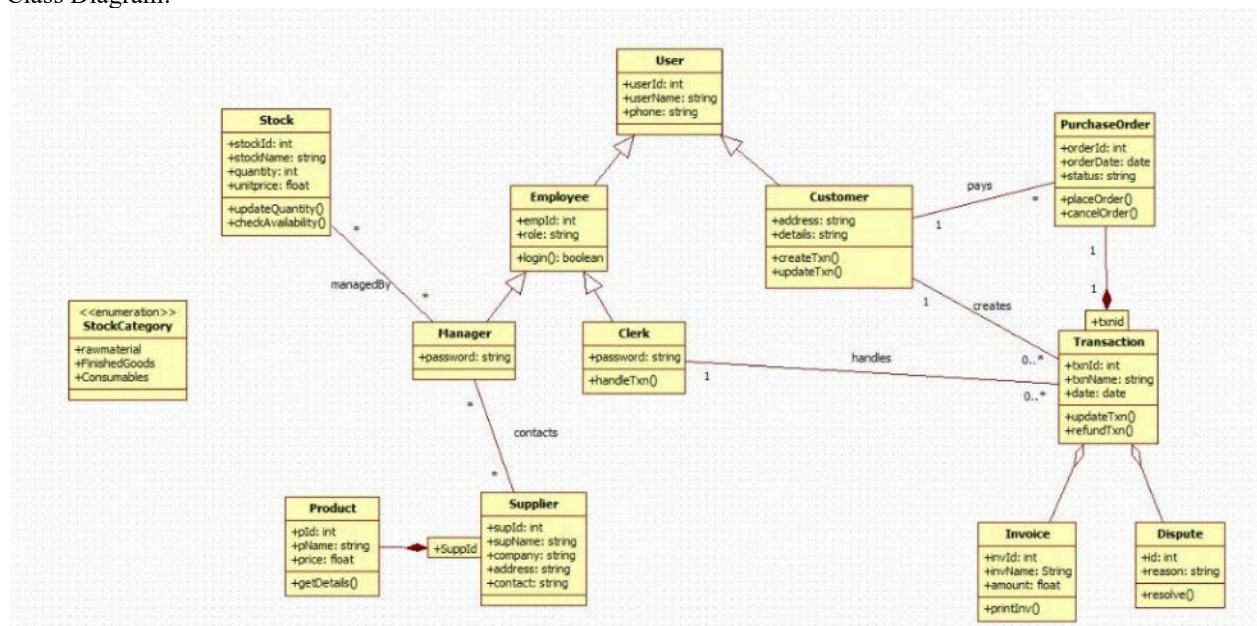 Class Diagram:
User
+userId: int
+userName: string
+phone: string
Stock
+stockId: int
+stockName: string
+quantity: int
+unitprice: float
+updateQuantity()
+checkAvailability()
PurchaseOrder
+orderId: int
+orderDate: date
+status: string
+placeOrder()
+cancelOrder()
Employee
+empId: int
+role: string
+login(): boolean
Customer
+address: string
+details: string
+createTxn()
+updateTxn()
pays
*
1
*
managedBy
*
1
creates
0..*
1
1
<<enumeration>>
StockCategory
+rawmaterial
+FinishedGoods
+Consumables
Manager
+password: string
Clerk
+password: string
+handleTxn()
handles
1
0..*
+txnid
Transaction
+txnId: int
+txnName: string
+date: date
+updateTxn()
+refundTxn()
*
contacts
*
Product
+pId: int
+pName: string
+price: float
+getDetails()
+SuppId
Supplier
+supId: int
+supName: string
+company: string
+address: string
+contact: string
Invoice
+invId: int
+invName: String
+amount: float
+printInv()
Dispute
+id: int
+reason: string
+resolve()